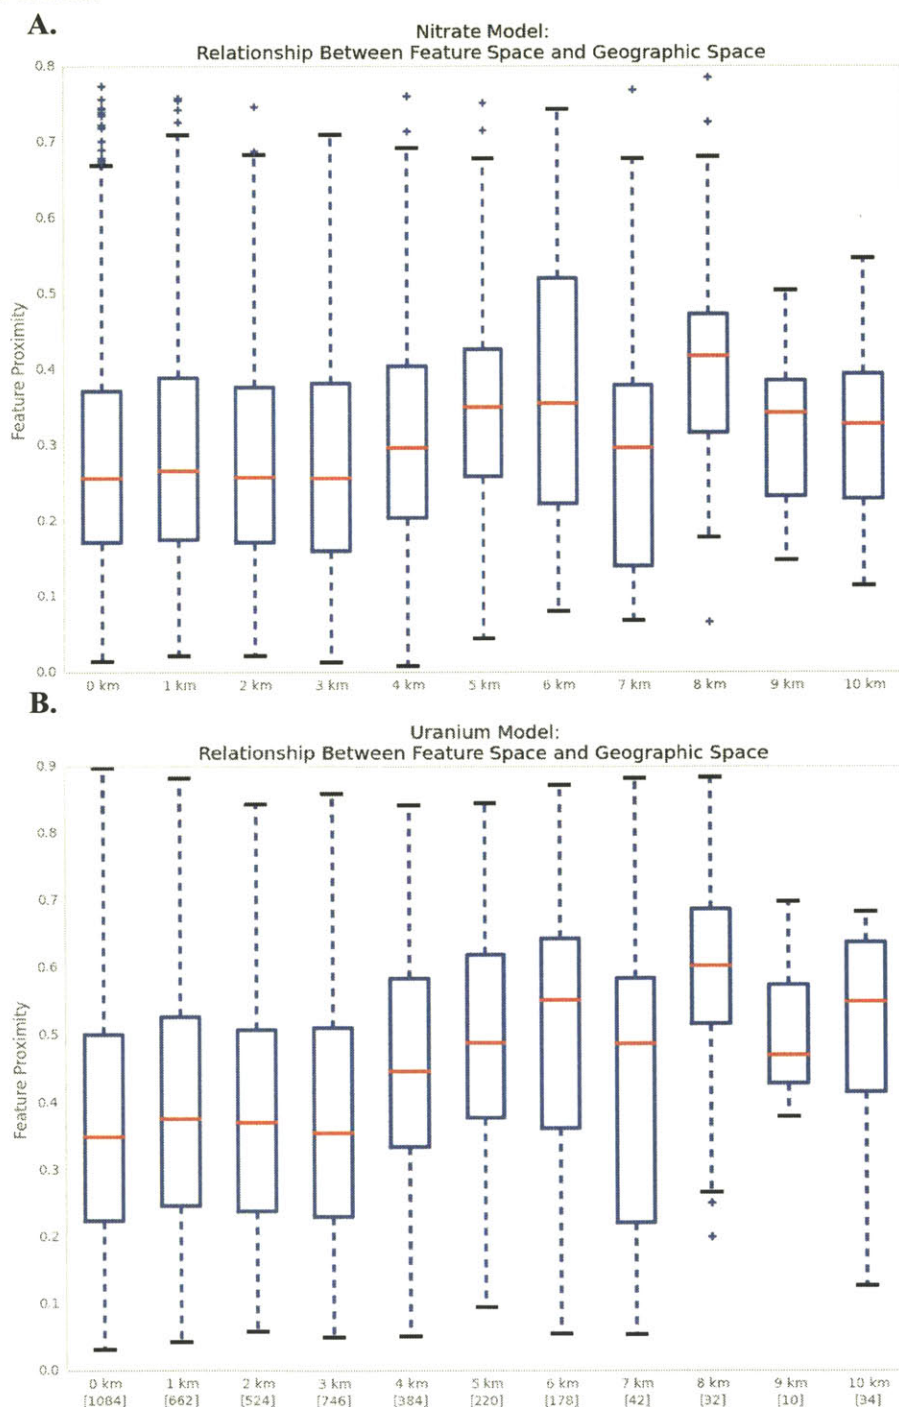 A.
Nitrate Model:
Relationship Between Feature Space and Geographic Space
0.8
0.7
0.6
0.5
0.4
0.3
0.2
0.1
0.0
Feature Proximity
0 km 1 km 2 km 3 km 4 km 5 km 6 km 7 km 8 km 9 km 10 km
B.
Uranium Model:
Relationship Between Feature Space and Geographic Space
0.9
0.8
0.7
0.6
0.5
0.4
0.3
0.2
0.1
0.0
Feature Proximity
0 km 1 km 2 km 3 km 4 km 5 km 6 km 7 km 8 km 9 km 10 km
[1084] [662] [524] [746] [384] [220] [178] [42] [32] [10] [34]